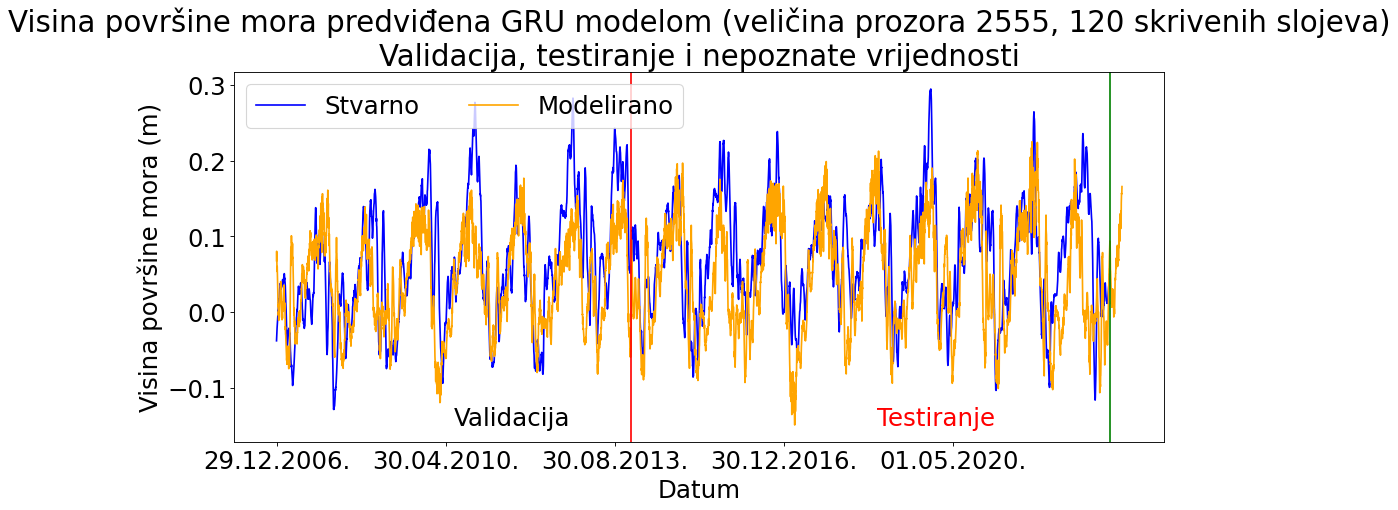 Visina površine mora predviđena GRU modelom (veličina prozora 2555, 120 skrivenih slojeva)
Validacija, testiranje i nepoznate vrijednosti
Stvarno
Modelirano
Visina površine mora (m)
0.3
0.2
0.1
0.0
−0.1
Validacija
Testiranje
29.12.2006.
30.04.2010.
30.08.2013.
30.12.2016.
01.05.2020.
Datum